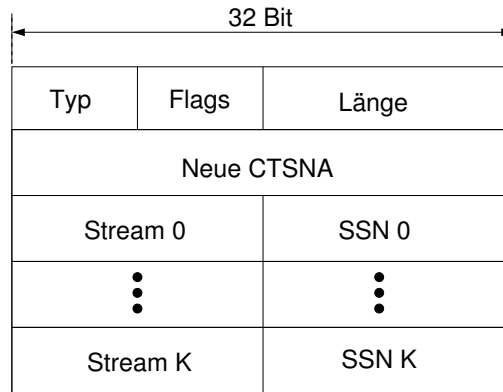 32 Bit
Typ Flags Länge
Neue CTSNA
Stream 0 SSN 0
Stream K SSN K